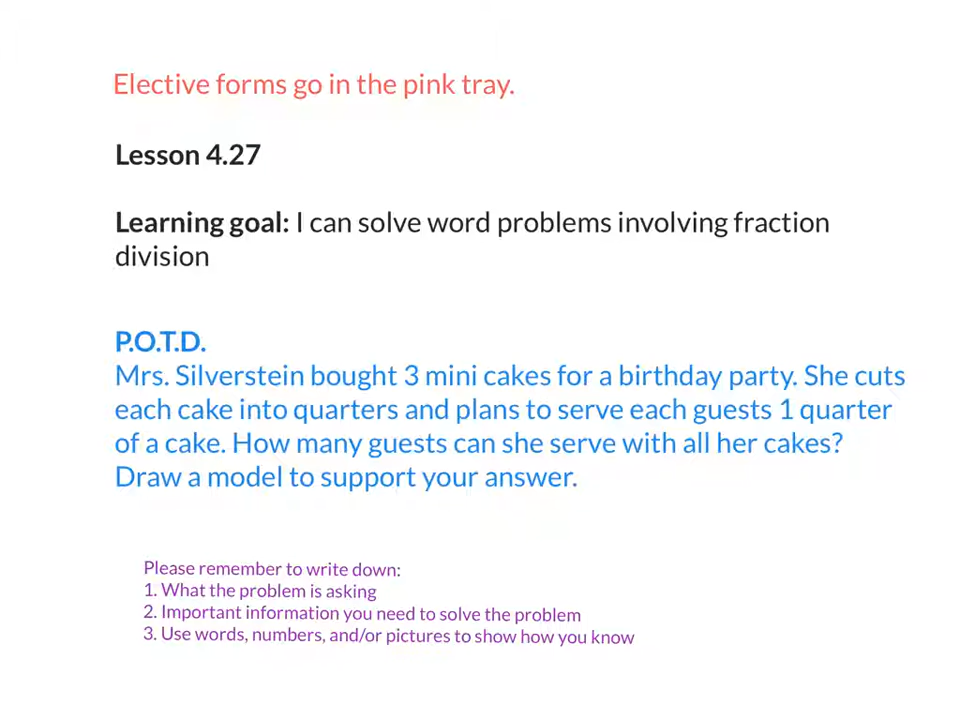 Elective forms go in the pink tray.
Lesson 4.27
Learning goal: I can solve word problems involving fraction
division
P.O.T.D.
Mrs. Silverstein bought 3 mini cakes for a birthday party. She cuts
each cake into quarters and plans to serve each guests 1 quarter
of a cake. How many guests can she serve with all her cakes?
Draw a model to support your answer.
Please remember to write down:
1. What the problem is asking
2. Important information you need to solve the problem
3. Use words, numbers, and/or pictures to show how you know